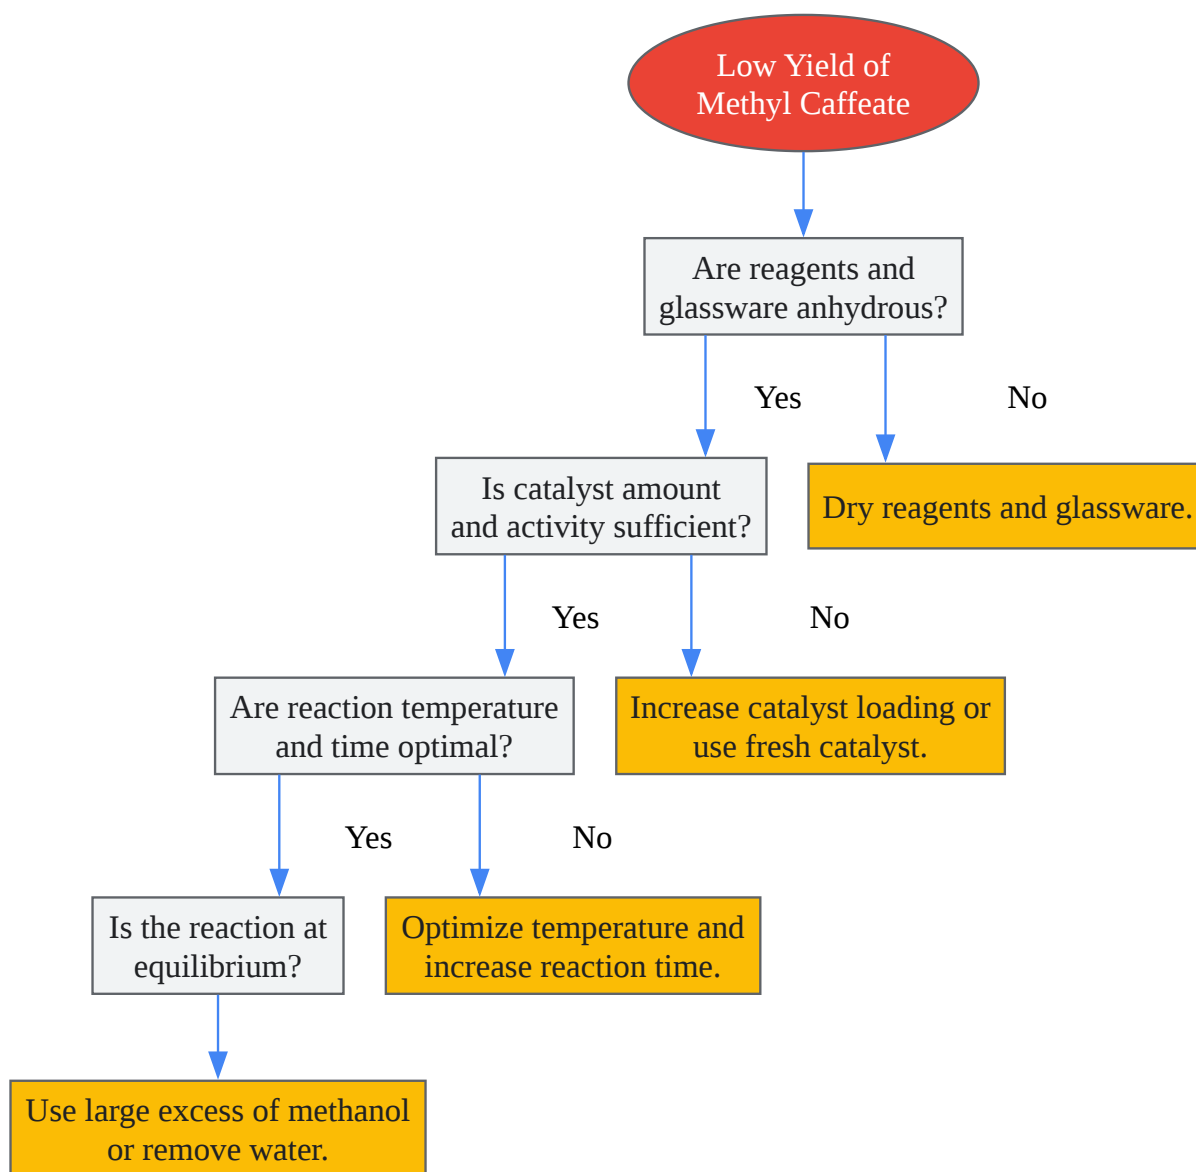 Low Yield of
Methyl Caffeate
Are reagents and
glassware anhydrous?
Yes
No
Is catalyst amount
and activity sufficient?
Dry reagents and glassware.
Yes
No
Are reaction temperature
and time optimal?
Increase catalyst loading or
use fresh catalyst.
Yes
No
Is the reaction at
equilibrium?
Optimize temperature and
increase reaction time.
Use large excess of methanol
or remove water.